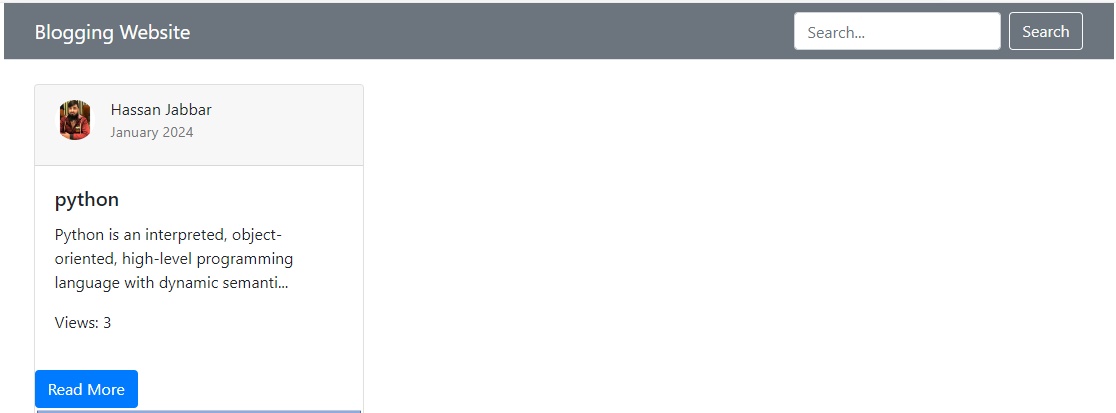 Blogging Website
Search...
Search
Hassan Jabbar
January 2024
python
Python is an interpreted, object-
oriented, high-level programming
language with dynamic semanti...
Views: 3
Read More